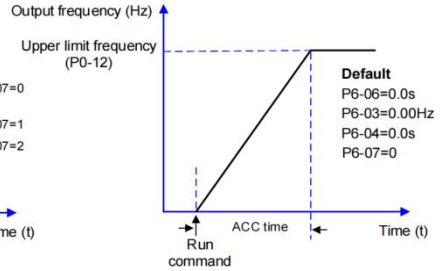 Output frequency (Hz)
Upper limit frequency
(P0-12)
07=0
07=1
07=2
Default
P6-06=0.0s
P6-03=0.00Hz
P6-04=0.0s
P6-07=0
ACC time
me (t)
Time (t)
Run
command